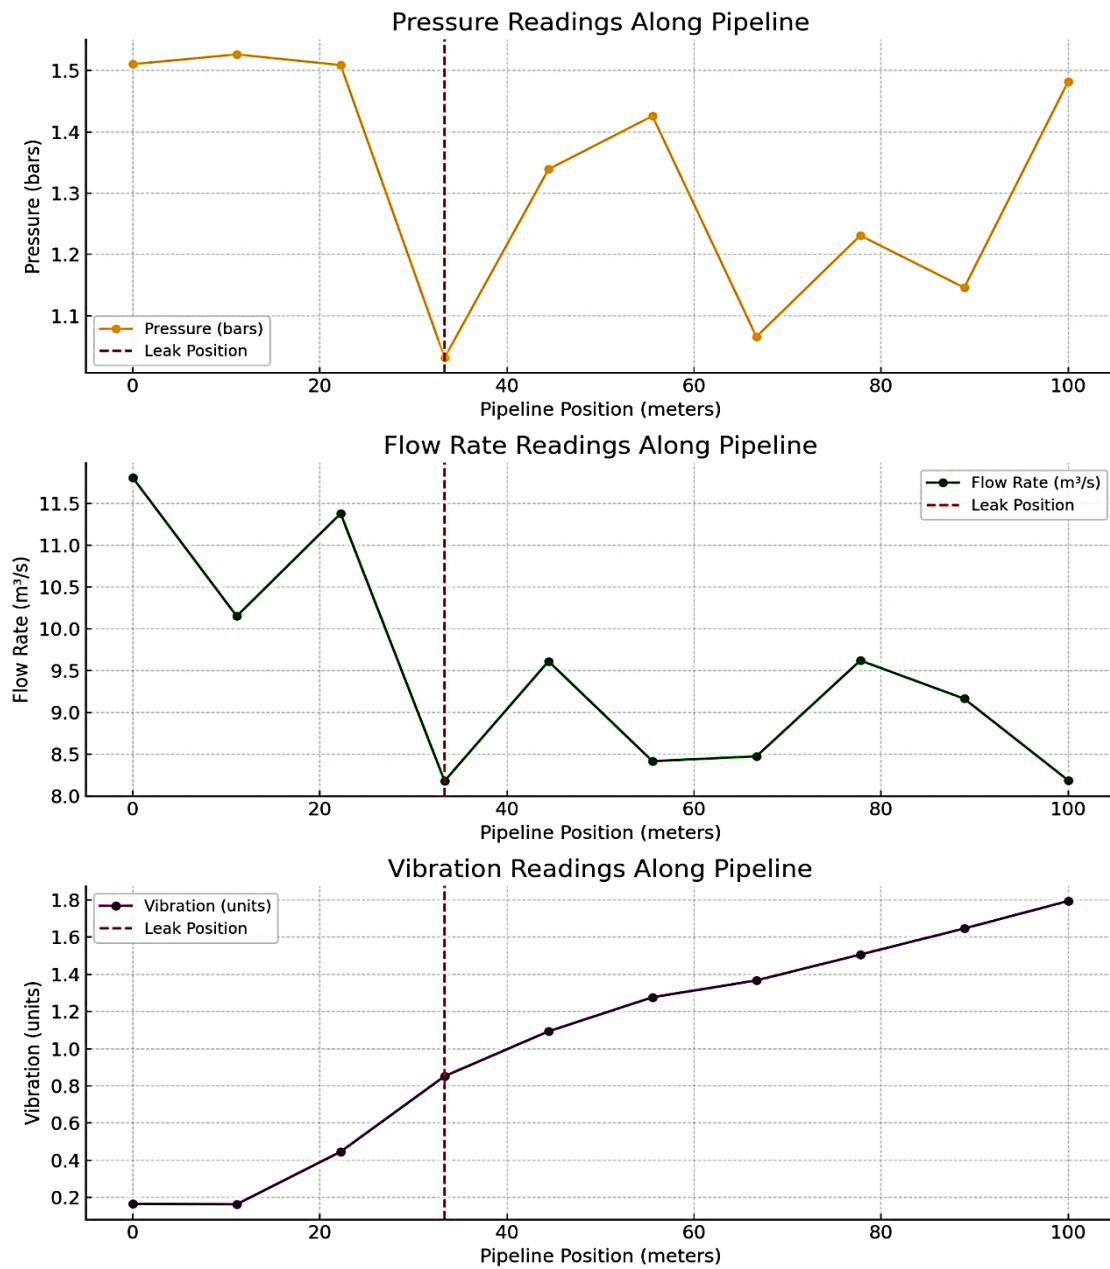 Pressure Readings Along Pipeline
Pressure (bars)
1.5
1.4
1.3
1.2
1.1
Pressure (bars)
Leak Position
0 20 40 60 80 100
Pipeline Position (meters)
Flow Rate Readings Along Pipeline
Flow Rate (m³/s)
11.5
11.0
10.5
10.0
9.5
9.0
8.5
8.0
Flow Rate (m³/s)
Leak Position
0 20 40 60 80 100
Pipeline Position (meters)
Vibration Readings Along Pipeline
Vibration (units)
1.8
1.6
1.4
1.2
1.0
0.8
0.6
0.4
0.2
Vibration (units)
Leak Position
0 20 40 60 80 100
Pipeline Position (meters)